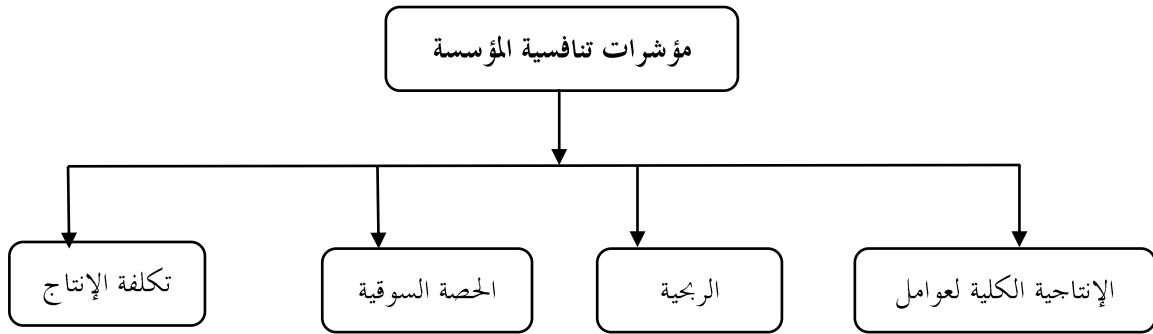 مؤشرات تنافسية المؤسسة
الإنتاجية الكلية لعوامل
الربحية
الحصة السوقية
تكلفة الإنتاج